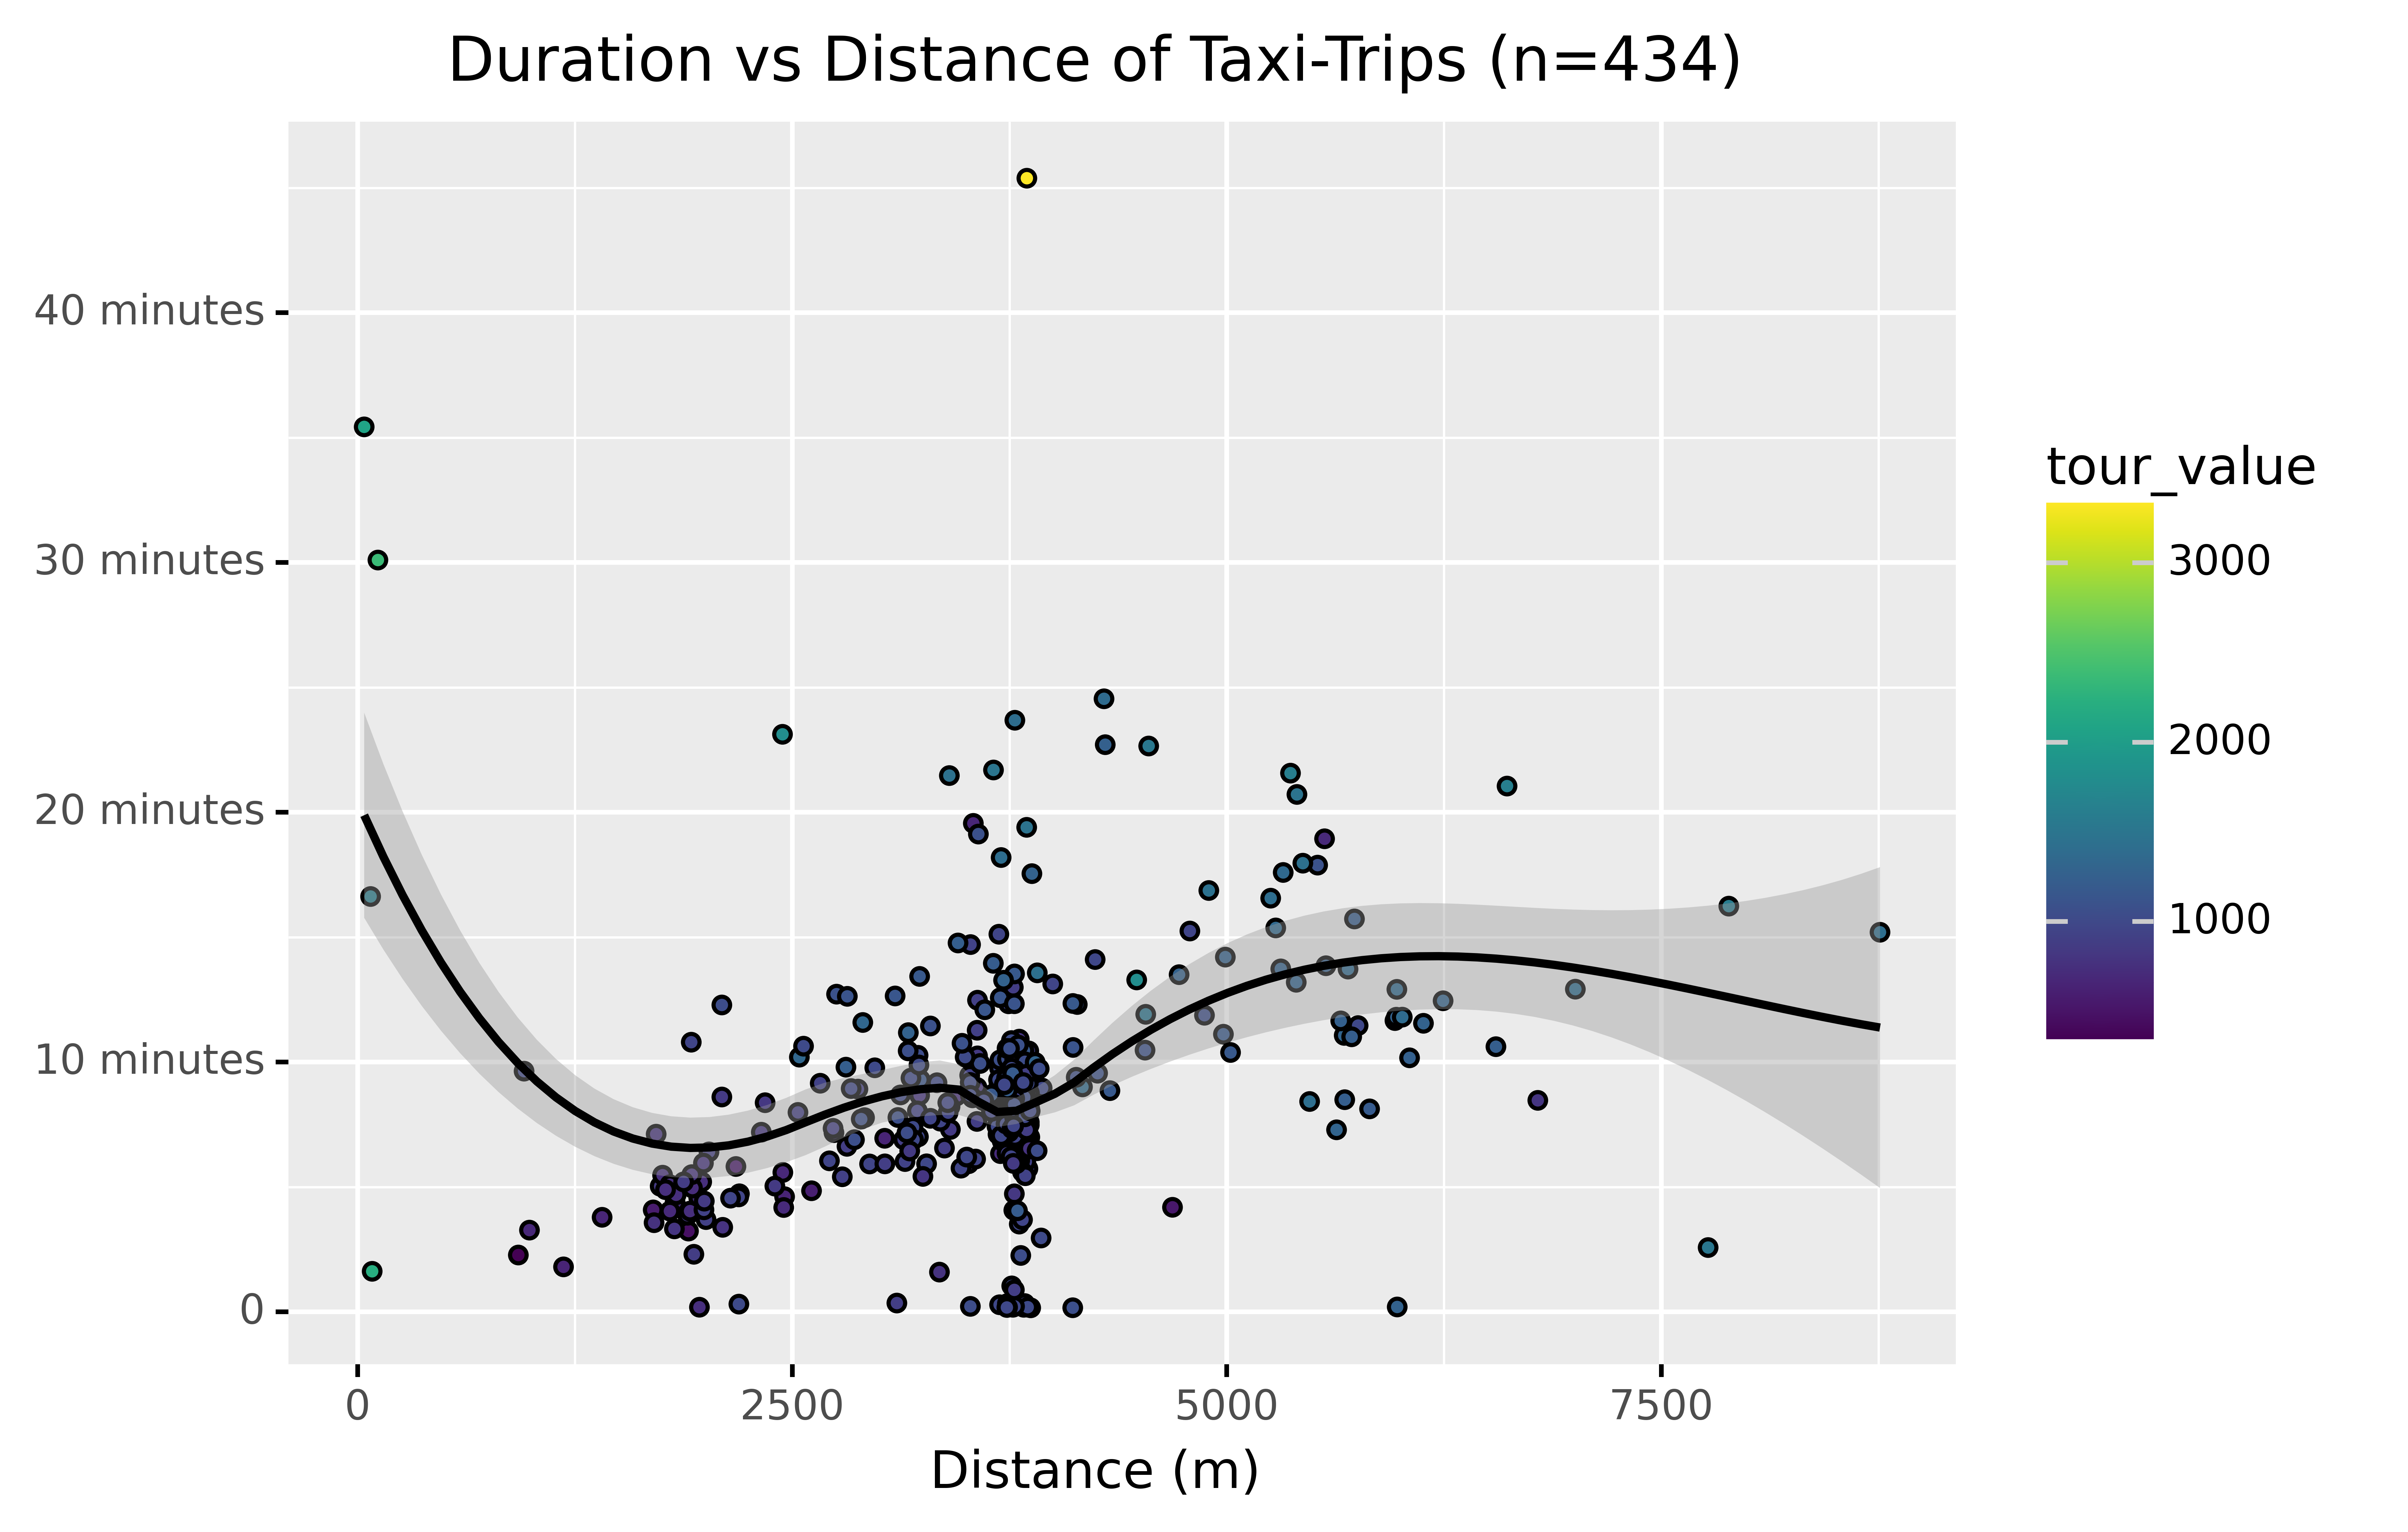 Duration vs Distance of Taxi-Trips (n=434)
40 minutes
30 minutes
20 minutes
10 minutes
0
0
2500
5000
7500
Distance (m)
tour_value
3000
2000
1000